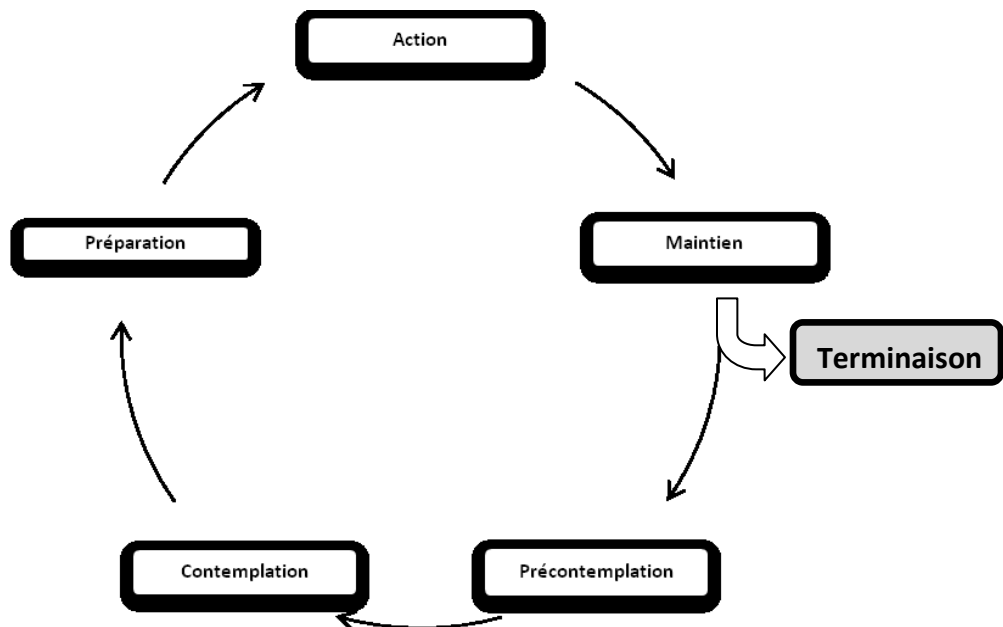 Action
Préparation
Maintien
Terminaison
Contemplation
Précontemplation